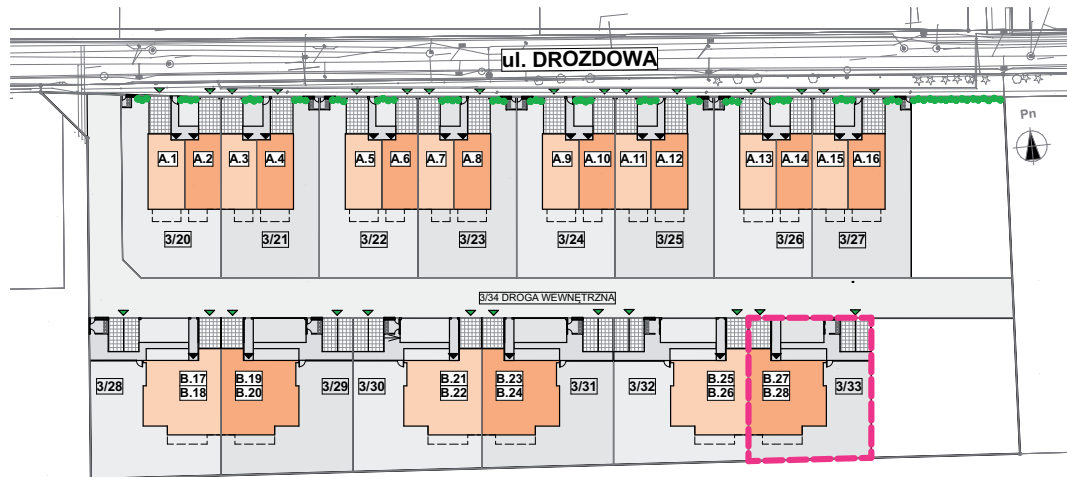 ul. DROZDOWA
Pn
A.1 A.2 A.3 A.4 A.5 A.6 A.7 A.8 A.9 A.10 A.11 A.12 A.13 A.14 A.15 A.16
3/20 3/21 3/22 3/23 3/24 3/25 3/26 3/27
3/34 DROGA WEWNĘTRZNA
3/28 B.17 B.19 3/29 3/30 B.21 B.23 3/31 3/32 B.25 B.27 3/33
B.18 B.20 B.22 B.24 B.26 B.28